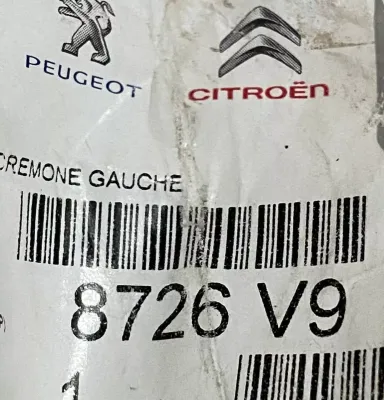 PEUGEOT CITROËN
CREMONE GAUCHE
8726 V9
1